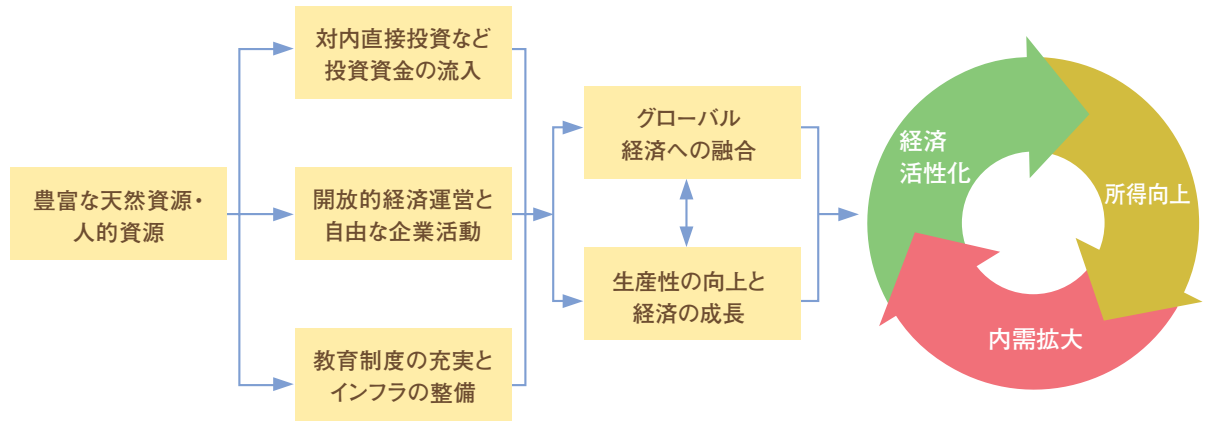 豊富な天然資源・
人的資源
対内直接投資など
投資資金の流入
開放的経済運営と
自由な企業活動
教育制度の充実と
インフラの整備
グローバル
経済への融合
生産性の向上と
経済の成長
経済
活性化
所得向上
内需拡大